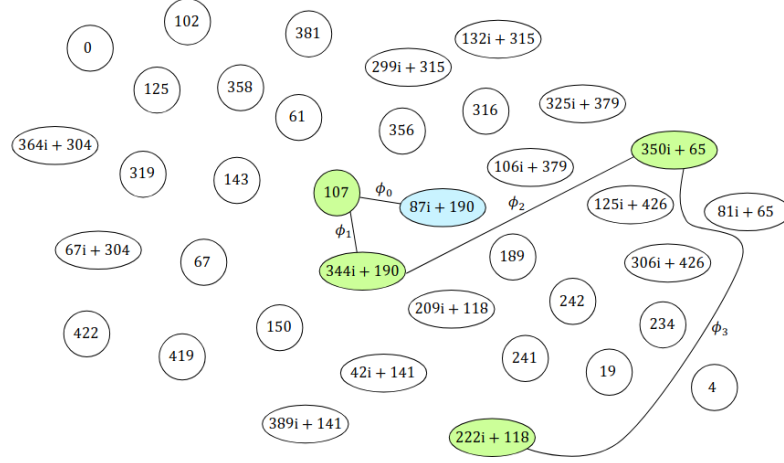 102
381
0
132i + 315
299i + 315
125
358
325i + 379
316
61
356
364i + 304
350i + 65
319
143
106i + 379
107
ϕ₀
87i + 190
ϕ₂
125i + 426
81i + 65
ϕ₁
67i + 304
67
344i + 190
189
306i + 426
209i + 118
242
422
150
234
ϕ₃
419
241
42i + 141
19
4
389i + 141
222i + 118